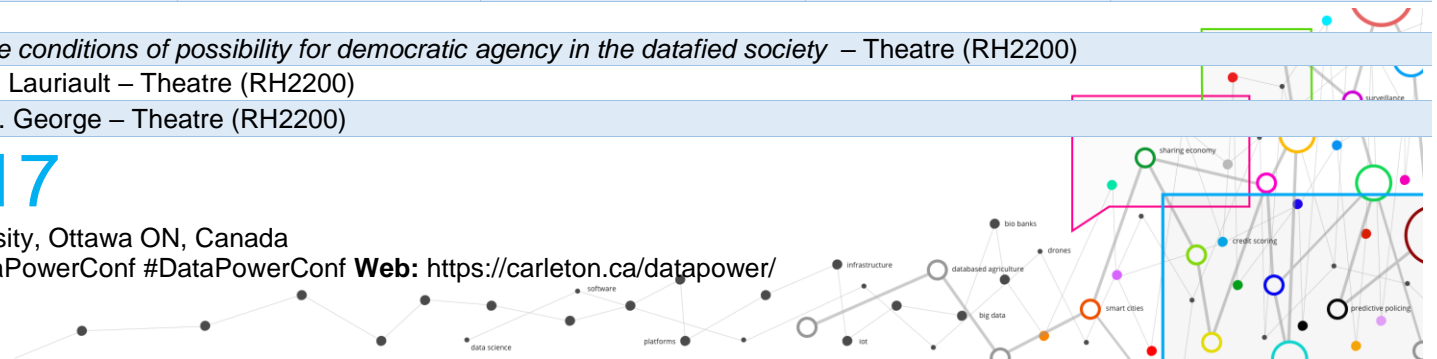 e conditions of possibility for democratic agency in the datafied society – Theatre (RH2200)
Lauriault – Theatre (RH2200)
. George – Theatre (RH2200)
17
sity, Ottawa ON, Canada
aPowerConf #DataPowerConf Web: https://carleton.ca/datapower/
surveillance
sharing economy
bio banks
credit scoring
drones
infrastructure
databased agriculture
software
smart cities
predictive policing
big data
platforms
iot
data science